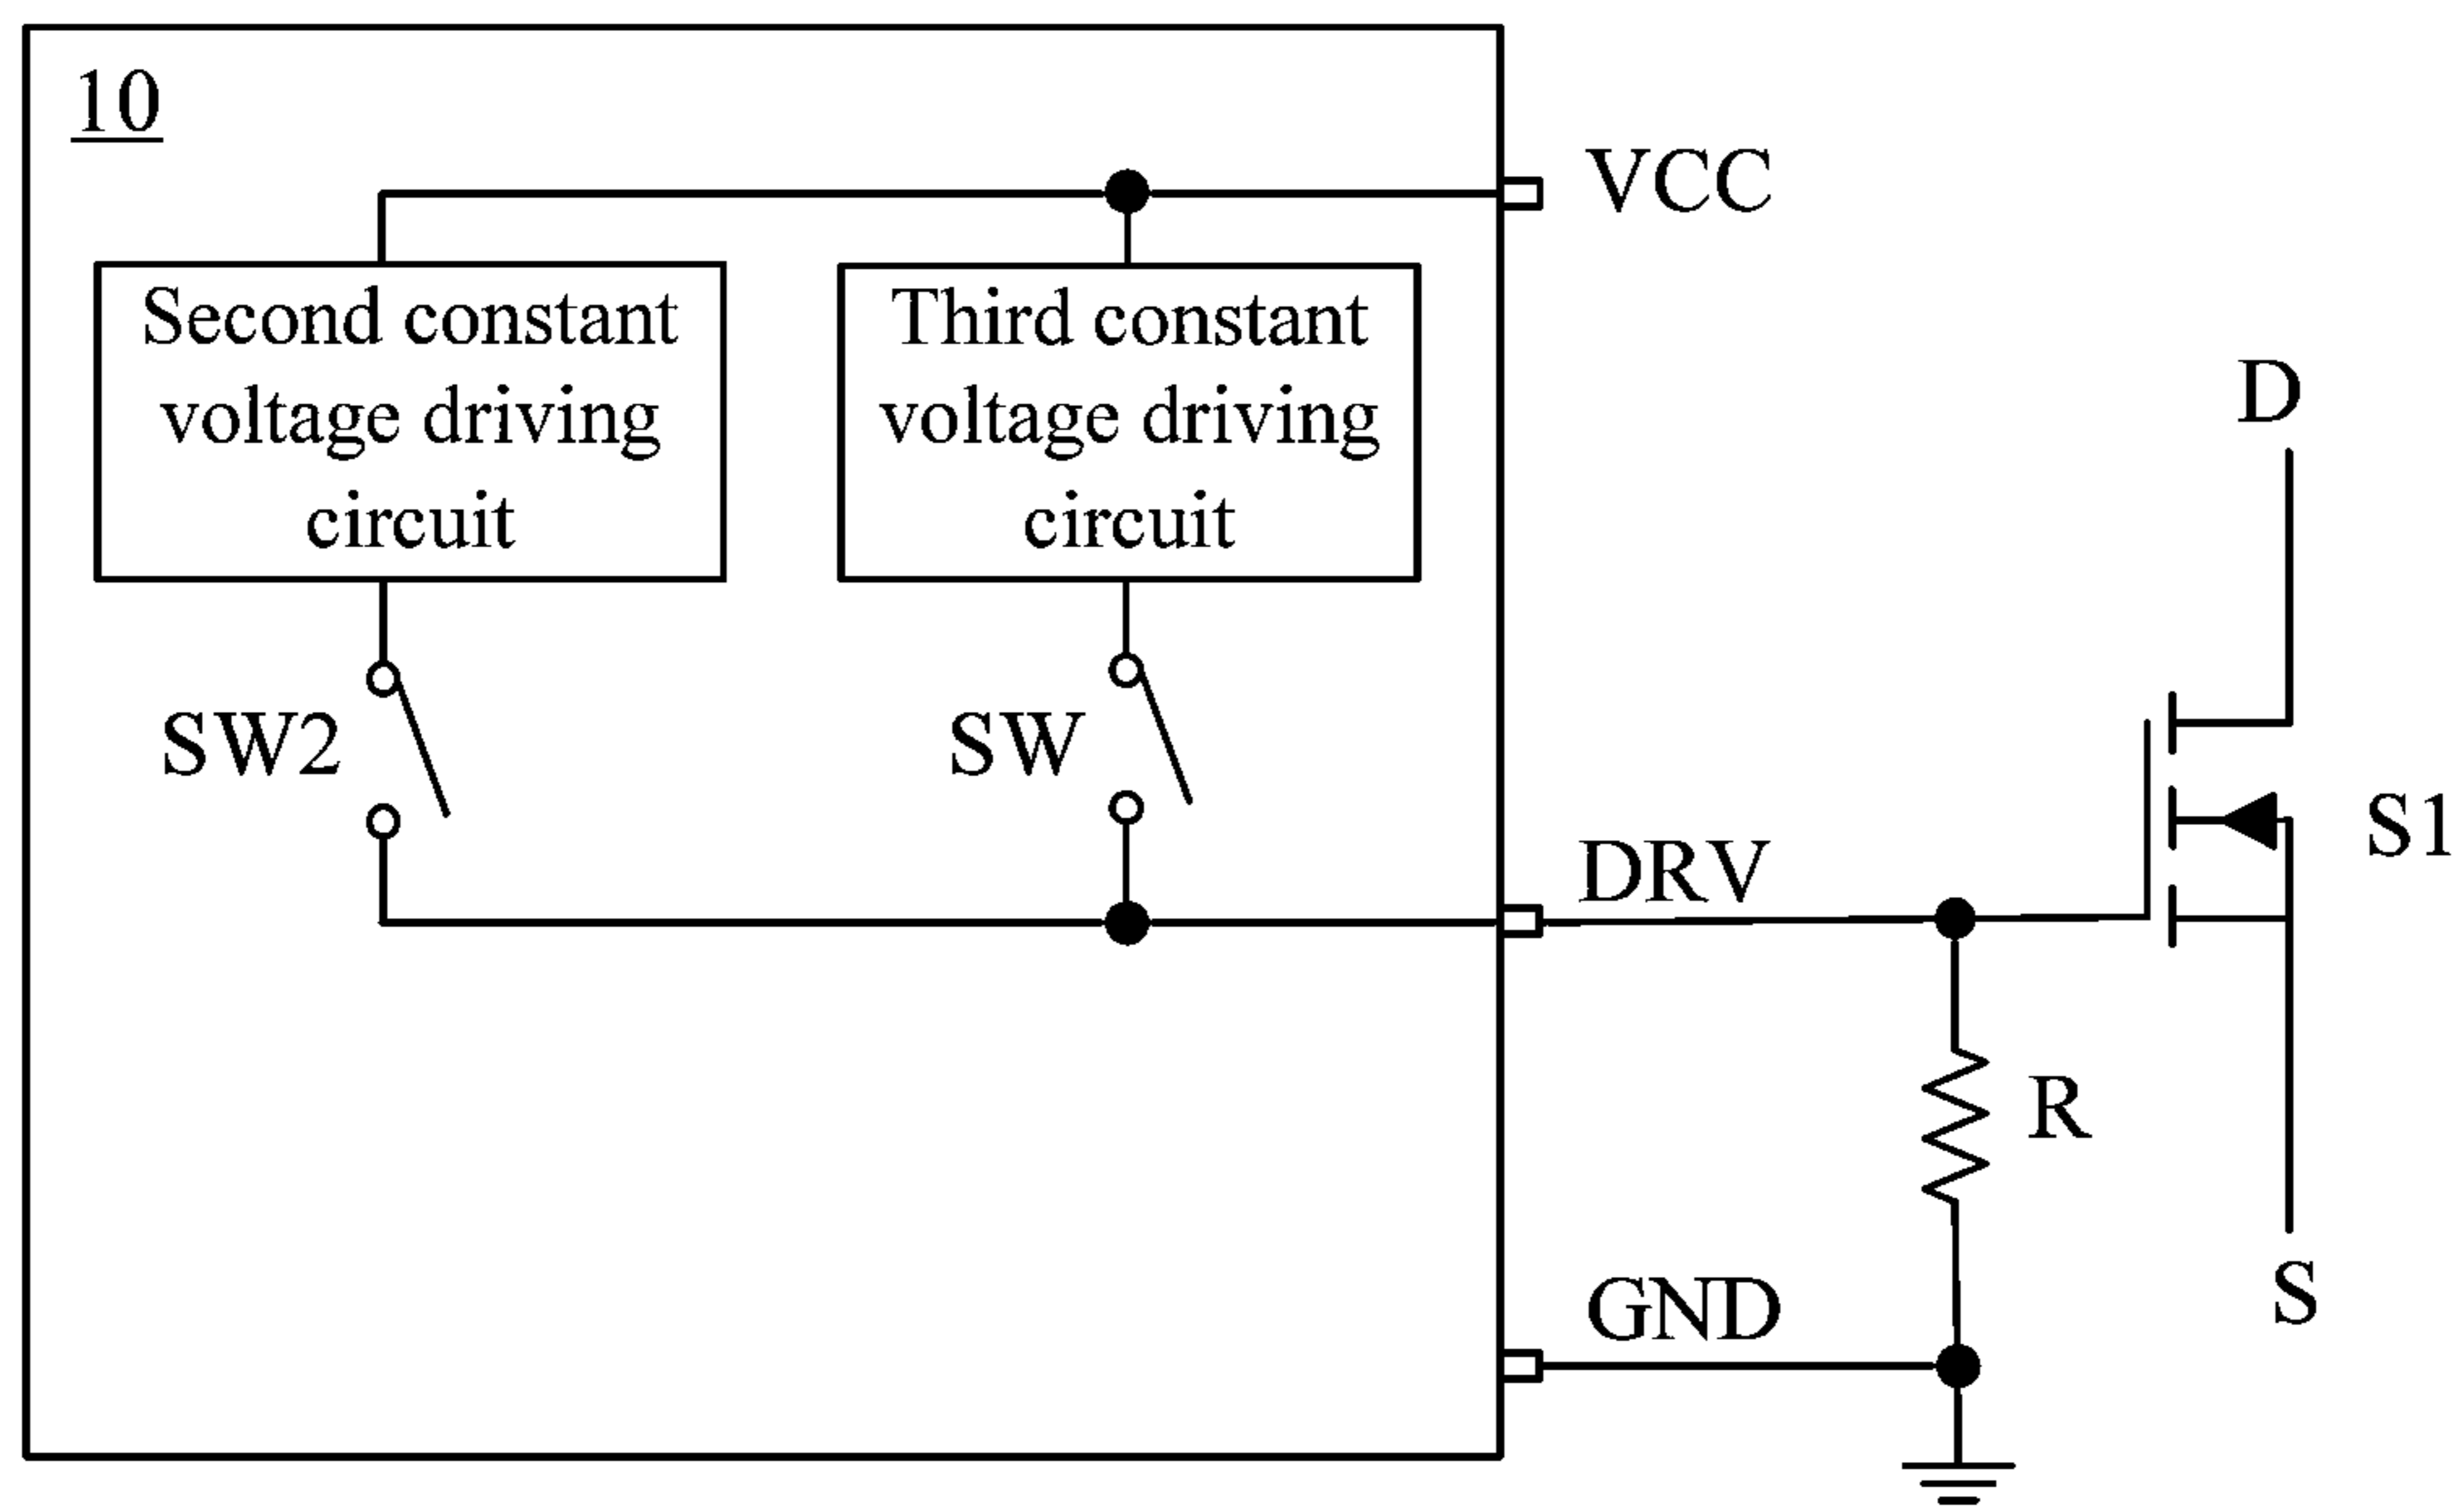 10
VCC
Second constant
voltage driving
circuit
Third constant
voltage driving
circuit
D
SW2
SW
DRV
S1
R
GND
S